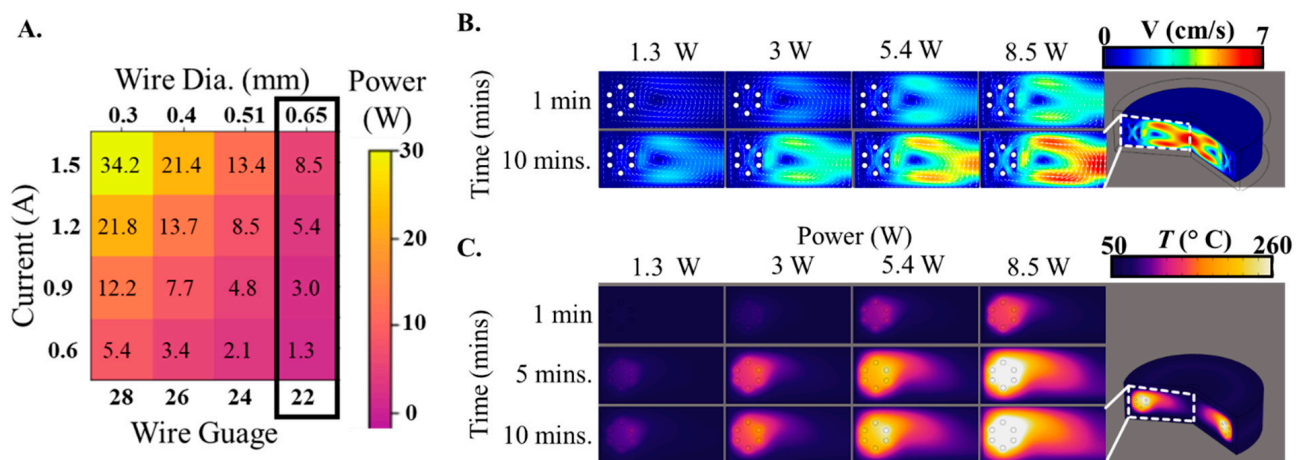 A.
Wire Dia. (mm)
0.3 0.4 0.51 0.65
Power
(W)
Current (A)
1.5 34.2 21.4 13.4 8.5
1.2 21.8 13.7 8.5 5.4
0.9 12.2 7.7 4.8 3.0
0.6 5.4 3.4 2.1 1.3
28 26 24 22
Wire Guage
30
20
10
0
B.
V (cm/s)
0 7
1.3 W 3 W 5.4 W 8.5 W
Time (mins)
1 min
10 mins.
C.
Power (W)
T (° C)
50 260
1.3 W 3 W 5.4 W 8.5 W
Time (mins)
1 min
5 mins.
10 mins.